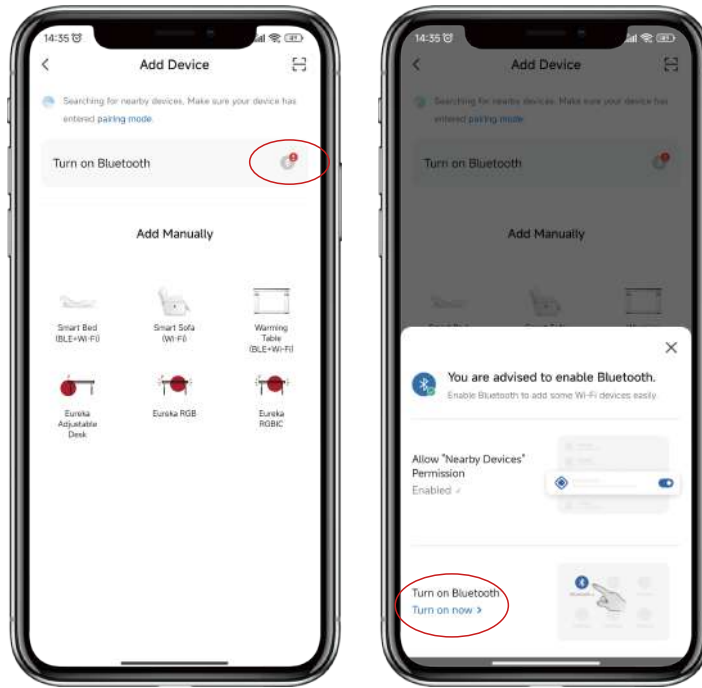 14:35
Add Device
Searching for nearby devices. Make sure your device has
entered pairing mode.
Turn on Bluetooth
Add Manually
Smart Bed
(BLE+Wi-Fi)
Smart Sofa
(Wi-Fi)
Warming
Table
(BLE+Wi-Fi)
Eureka
Adjustable
Desk
Eureka RGB
Eureka
RGBIC
14:35
Add Device
Searching for nearby devices. Make sure your device has
entered pairing mode.
Turn on Bluetooth
Add Manually
You are advised to enable Bluetooth.
Enable Bluetooth to add some Wi-Fi devices easily.
Allow "Nearby Devices"
Permission
Enabled
Turn on Bluetooth
Turn on now >